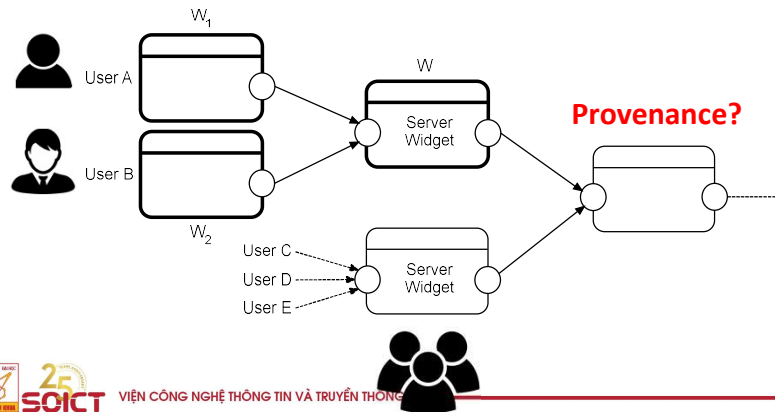 W1
User A
W
Server
Widget
Provenance?
User B
W2
User C
User D
User E
Server
Widget
25
SOICT
VIỆN CÔNG NGHỆ THÔNG TIN VÀ TRUYỀN THÔNG